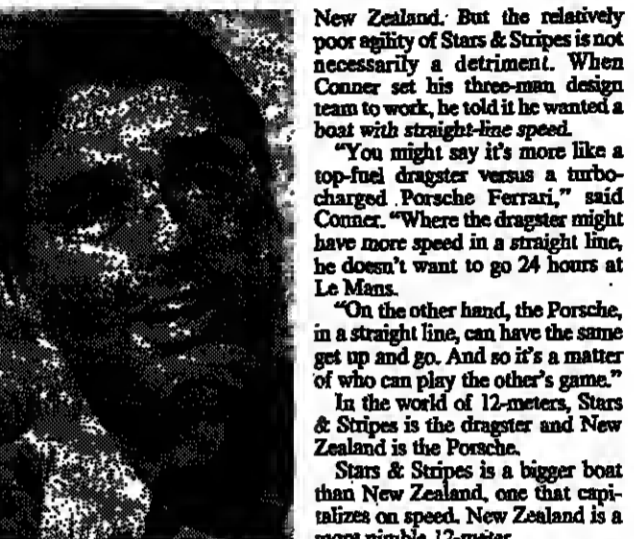 New Zealand. But the relatively
poor agility of Stars & Stripes is not
necessarily a detriment. When
Conner set his three-man design
team to work, he told it he wanted a
boat with straight-line speed.
"You might say it's more like a
top-fuel dragster versus a turbo-
charged Porsche Ferrari," said
Conner. "Where the dragster might
have more speed in a straight line,
he doesn't want to go 24 hours at
Le Mans.
"On the other hand, the Porsche,
in a straight line, can have the same
get up and go. And so it's a matter
of who can play the other's game."
In the world of 12-meters, Stars
& Stripes is the dragster and New
Zealand is the Porsche.
Stars & Stripes is a bigger boat
than New Zealand, one that capi-
talizes on speed. New Zealand is a
more nimble 12-meter